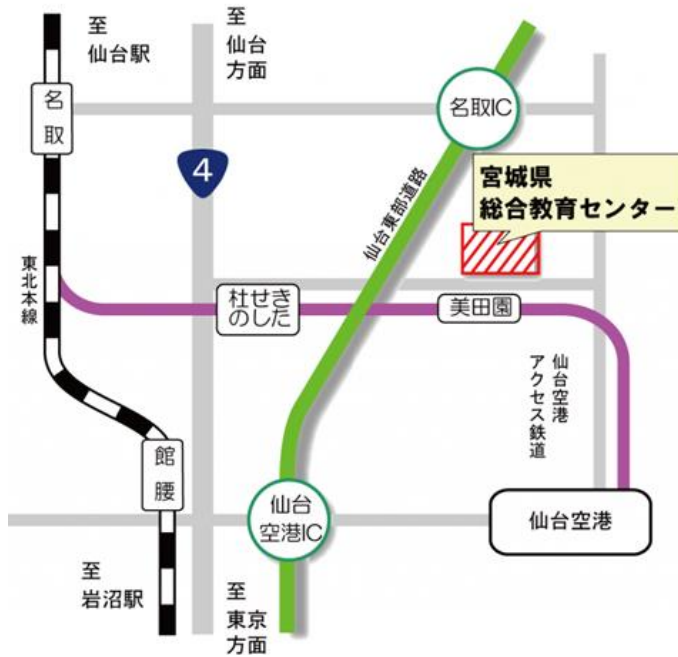 至
仙台駅
至
仙台
方面
名取
名取IC
4
宮城県
総合教育センター
仙台東部道路
東北本線
杜せき
のした
美田園
仙台空港
アクセス鉄道
館腰
仙台
空港IC
仙台空港
至
岩沼駅
至
東京
方面